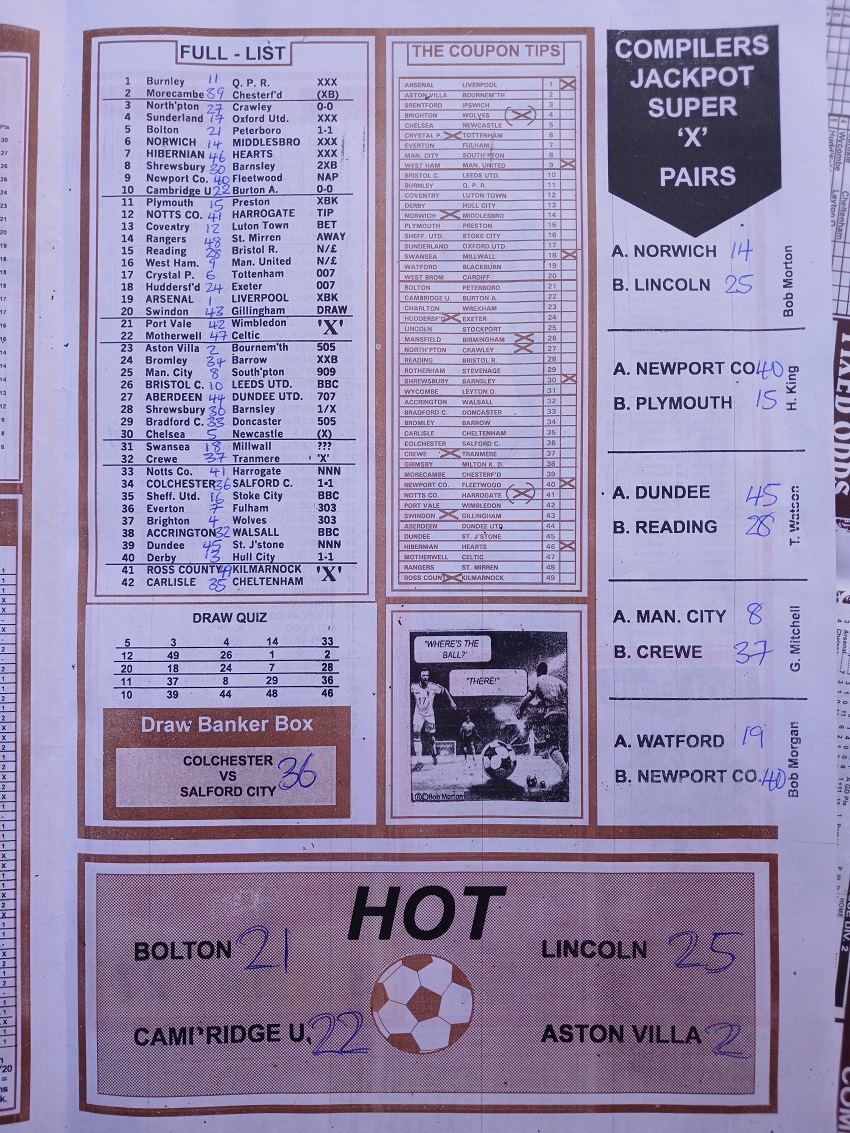 FULL - LIST
1 Burnley 11 Q. P. R. XXX
2 Morecambe 39 Chesterf'd (XB)
3 North'pton 27 Crawley 0-0
4 Sunderland 17 Oxford Utd. XXX
5 Bolton 21 Peterboro 1-1
6 NORWICH 14 MIDDLESBRO XXX
7 HIBERNIAN 46 HEARTS XXX
8 Shrewsbury 30 Barnsley 2XB
9 Newport Co. 40 Fleetwood NAP
10 Cambridge U 22 Burton A. 0-0
11 Plymouth 15 Preston XBK
12 NOTTS CO. 41 HARROGATE TIP
13 Coventry 12 Luton Town BET
14 Rangers 48 St. Mirren AWAY
15 Reading 28 Bristol R. N/£
16 West Ham. 9 Man. United N/£
17 Crystal P. 6 Tottenham 007
18 Hudders'd 24 Exeter 007
19 ARSENAL 1 LIVERPOOL XBK
20 Swindon 43 Gillingham DRAW
21 Port Vale 42 Wimbledon 'X'
22 Motherwell 47 Celtic
23 Aston Villa 2 Bournem'th 505
24 Bromley 34 Barrow XXB
25 Man. City 8 South'pton 909
26 BRISTOL C. 10 LEEDS UTD. BBC
27 ABERDEEN 44 DUNDEE UTD. 707
28 Shrewsbury 30 Barnsley 1/X
29 Bradford C. 33 Doncaster 505
30 Chelsea 5 Newcastle (X)
31 Swansea 18 Millwall ???
32 Crewe 37 Tranmere 'X'
33 Notts Co. 41 Harrogate NNN
34 COLCHESTER 36 SALFORD C. 1-1
35 Sheff. Utd. 16 Stoke City BBC
36 Everton 7 Fulham 303
37 Brighton 4 Wolves 303
38 ACCRINGTON 32 WALSALL BBC
39 Dundee 45 St. J'stone NNN
40 Derby 13 Hull City 1-1
41 ROSS COUNTY 49 KILMARNOCK 'X'
42 CARLISLE 35 CHELTENHAM
DRAW QUIZ
5 3 4 14 33
12 49 26 1 2
20 18 24 7 28
11 37 8 29 36
10 39 44 48 46
Draw Banker Box
COLCHESTER
VS 36
SALFORD CITY
THE COUPON TIPS
ARSENAL LIVERPOOL 1 X
ASTON VILLA BOURNEM'TH 2
BRENTFORD IPSWICH 3
BRIGHTON WOLVES (X) 4
CHELSEA NEWCASTLE 5
CRYSTAL P. X TOTTENHAM 6
EVERTON FULHAM 7
MAN. CITY SOUTH'PTON 8
WEST HAM MAN. UNITED 9 X
BRISTOL C. LEEDS UTD. 10
BURNLEY Q. P. R. 11
COVENTRY LUTON TOWN 12
DERBY HULL CITY 13
NORWICH X MIDDLESBRO 14
PLYMOUTH PRESTON 15
SHEFF. UTD. STOKE CITY 16
SUNDERLAND OXFORD UTD. 17
SWANSEA MILLWALL 18 X
WATFORD BLACKBURN 19
WEST BROM CARDIFF 20
BOLTON PETERBORO 21
CAMBRIDGE U. BURTON A. 22
CHARLTON WREXHAM 23
HUDDERSF'D X EXETER 24
LINCOLN STOCKPORT 25
MANSFIELD BIRMINGHAM X 26
NORTH'PTON CRAWLEY X 27
READING BRISTOL R. 28
ROTHERHAM STEVENAGE 29
SHREWSBURY BARNSLEY 30 X
WYCOMBE LEYTON O. 31
ACCRINGTON WALSALL 32
BRADFORD C. DONCASTER 33
BROMLEY BARROW 34
CARLISLE CHELTENHAM 35
COLCHESTER SALFORD C. 36
CREWE X TRANMERE 37
GRIMSBY MILTON K. D. 38
MORECAMBE CHESTERF'D 39
NEWPORT CO. FLEETWOOD 40 X
NOTTS CO. HARROGATE (X) 41
PORT VALE WIMBLEDON 42
SWINDON X GILLINGHAM 43
ABERDEEN DUNDEE UTD. 44
DUNDEE ST. J'STONE 45
HIBERNIAN HEARTS 46 X
MOTHERWELL CELTIC 47
RANGERS ST. MIRREN 48
ROSS COUNTY X KILMARNOCK 49
"WHERE'S THE
BALL?'
"THERE!"
17
Bob Morton
COMPILERS
JACKPOT
SUPER
'X'
PAIRS
A. NORWICH 14
B. LINCOLN 25
Bob Morton
A. NEWPORT CO 40
B. PLYMOUTH 15
H. King
A. DUNDEE 45
B. READING 28
T. Watson
A. MAN. CITY 8
B. CREWE 37
G. Mitchell
A. WATFORD 19
B. NEWPORT CO. 40
Bob Morgan
HOT
BOLTON 21 LINCOLN 25
CAMBRIDGE U, 22 ASTON VILLA 2